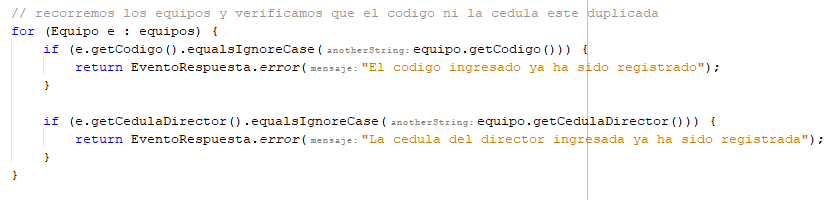 // recorremos los equipos y verificamos que el codigo ni la cedula este duplicada
for (Equipo e : equipos) {
if (e.getCodigo().equalsIgnoreCase( anotherString: equipo.getCodigo())) {
return EventoRespuesta.error( mensaje: "El codigo ingresado ya ha sido registrado");
}
if (e.getCedulaDirector().equalsIgnoreCase( anotherString: equipo.getCedulaDirector())) {
return EventoRespuesta.error( mensaje: "La cedula del director ingresada ya ha sido registrada");
}
}